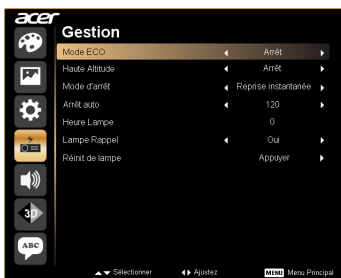 acer
Gestion
Mode ECO Arrêt
Haute Altitude Arrêt
Mode d'arrêt Reprise instantanée
Arrêt auto 120
Heure Lampe 0
Lampe Rappel Oui
Réinit de lampe Appuyer
3D
ABC
Sélectionner Ajustez MENU Menu Principal